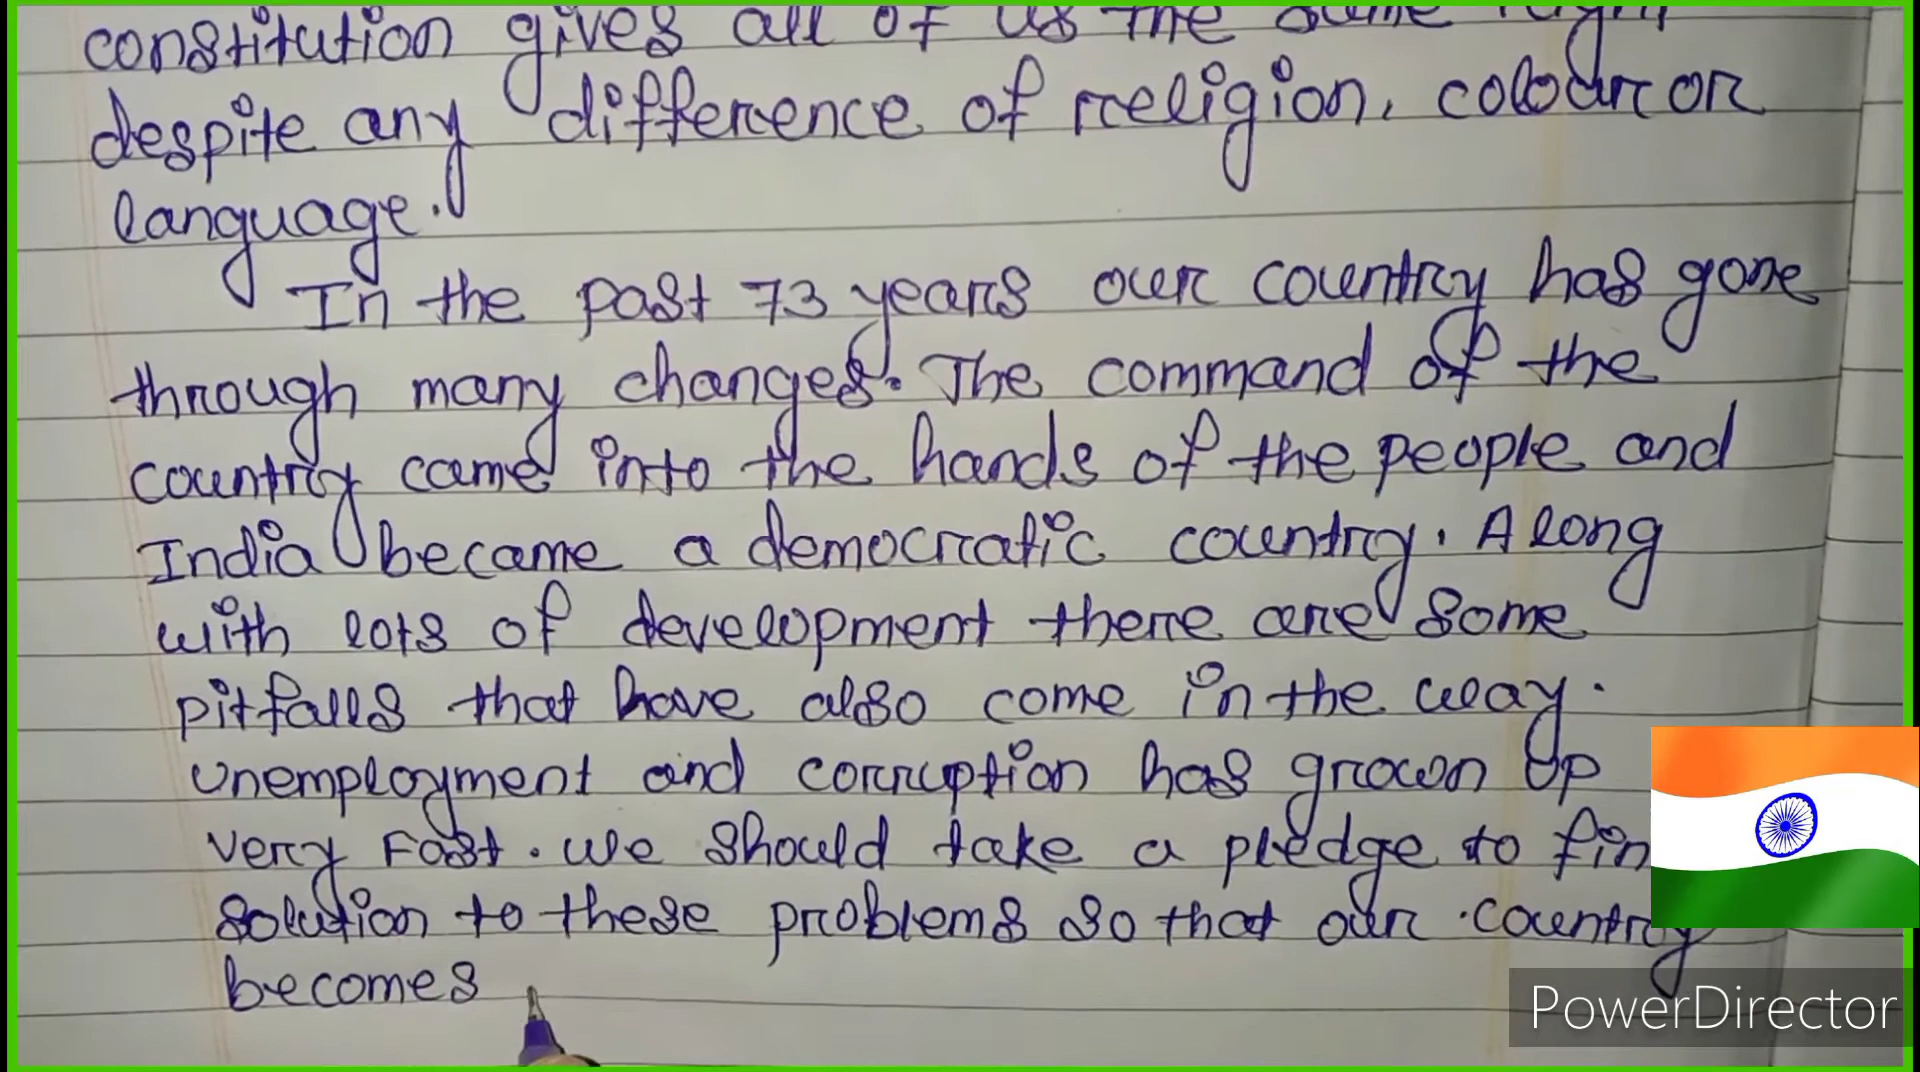 constitution gives all of us the same right
despite any difference of religion, colour or
language.
In the past 73 years our country has gone
through many changes. The command of the
country came into the hands of the people and
India became a democratic country. Along
with lots of development there are some
pitfalls that have also come in the way.
Unemployment and corruption has grown up
very Fast. We should take a pledge to fin
solution to these problems so that our country
becomes
PowerDirector